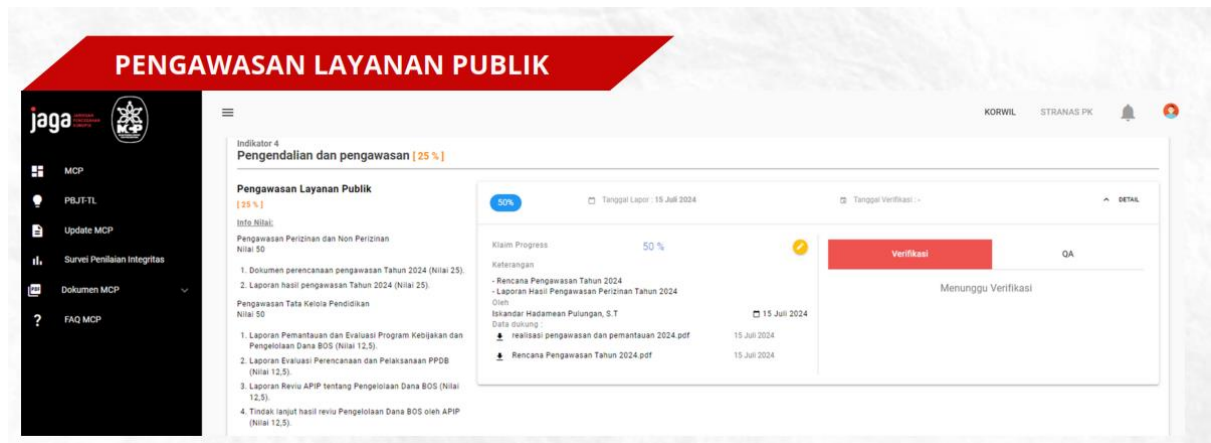 PENGAWASAN LAYANAN PUBLIK
jaga
MCP
KORWIL STRANAS PK
MCP
PBJT-TL
Update MCP
Survei Penilaian Integritas
PDF Dokumen MCP
? FAQ MCP
Indikator 4
Pengendalian dan pengawasan [ 25 % ]
Pengawasan Layanan Publik
[ 25 % ]
Info Nilai:
Pengawasan Perizinan dan Non Perizinan
Nilai 50
1. Dokumen perencanaan pengawasan Tahun 2024 (Nilai 25).
2. Laporan hasil pengawasan Tahun 2024 (Nilai 25).
Pengawasan Tata Kelola Pendidikan
Nilai 50
1. Laporan Pemantauan dan Evaluasi Program Kebijakan dan
Pengelolaan Dana BOS (Nilai 12,5).
2. Laporan Evaluasi Perencanaan dan Pelaksanaan PPDB
(Nilai 12,5).
3. Laporan Reviu APIP tentang Pengelolaan Dana BOS (Nilai
12,5).
4. Tindak lanjut hasil reviu Pengelolaan Dana BOS oleh APIP
(Nilai 12,5).
50% Tanggal Lapor : 15 Juli 2024 Tanggal Verifikasi : - DETAIL
Klaim Progress 50 %
Keterangan
- Rencana Pengawasan Tahun 2024
- Laporan Hasil Pengawasan Perizinan Tahun 2024
Oleh
Iskandar Hadamean Pulungan, S.T 15 Juli 2024
Data dukung :
realisasi pengawasan dan pemantauan 2024.pdf 15 Juli 2024
Rencana Pengawasan Tahun 2024.pdf 15 Juli 2024
Verifikasi QA
Menunggu Verifikasi